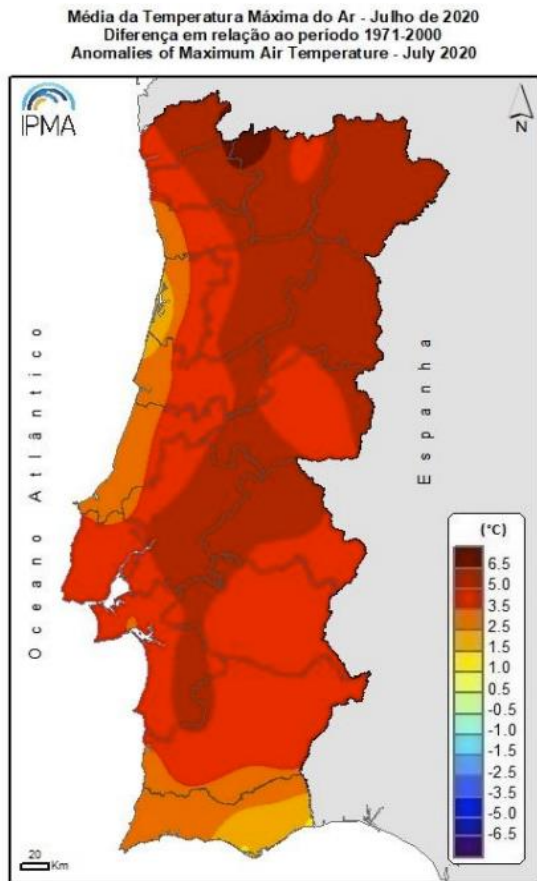 Média da Temperatura Máxima do Ar - Julho de 2020
Diferença em relação ao período 1971-2000
Anomalies of Maximum Air Temperature - July 2020
IPMA
N
Oceano Atlântico
Espanha
(°C)
6.5
5.0
3.5
2.5
1.5
1.0
0.5
-0.5
-1.0
-1.5
-2.5
-3.5
-5.0
-6.5
20
Km